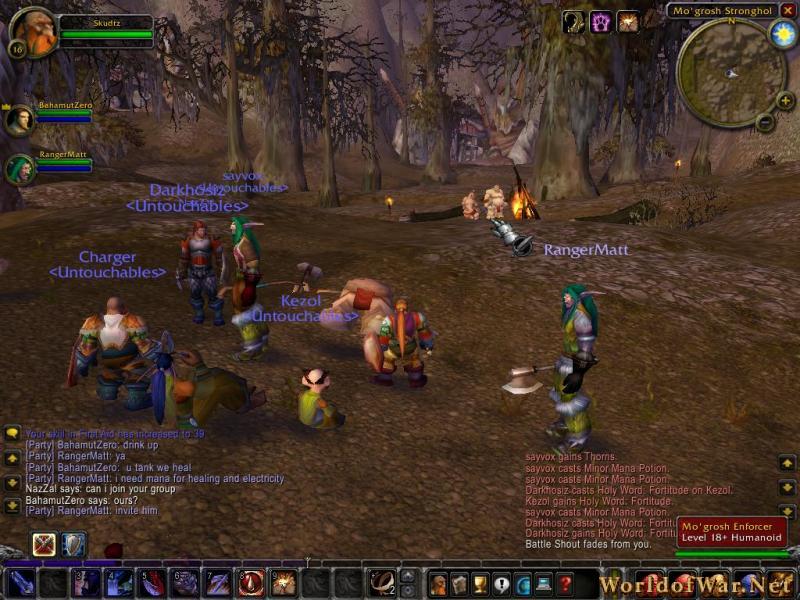 Skudtz
16
Mo'grosh Stronghol
N
BahamutZero
RangerMatt
sayvox
Darkhosiz
<Untouchables>
Charger
<Untouchables>
Kezol
<Untouchables>
RangerMatt
Your skill in First Aid has increased to 39
[Party] BahamutZero: drink up
[Party] RangerMatt: ya
[Party] BahamutZero: u tank we heal
[Party] RangerMatt: i need mana for healing and electricity
NazZal says: can i join your group
BahamutZero says: ours?
[Party] RangerMatt: invite him
sayvox gains Thorns.
sayvox casts Minor Mana Potion.
sayvox casts Minor Mana Potion.
Darkhosiz casts Holy Word: Fortitude on Kezol.
Kezol gains Holy Word: Fortitude.
sayvox casts Minor Mana Potion.
Darkhosiz casts Holy Word: Fortitu
Darkhosiz gains Holy Word: Fortitu
Battle Shout fades from you.
Mo'grosh Enforcer
Level 18+ Humanoid
WorldofWar.Net